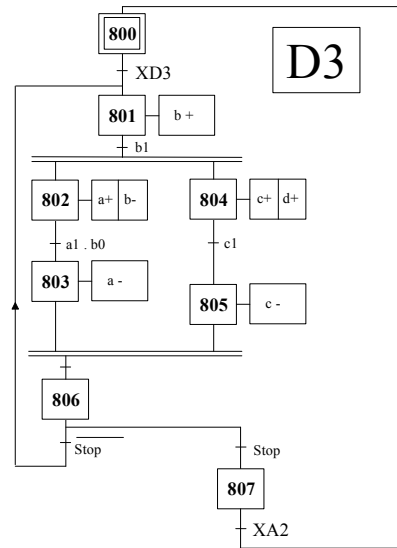 800
D3
XD3
801
b +
b1
802
a+ b-
804
c+ d+
a1 . b0
c1
803
a -
805
c -
806
Stop
Stop
807
XA2